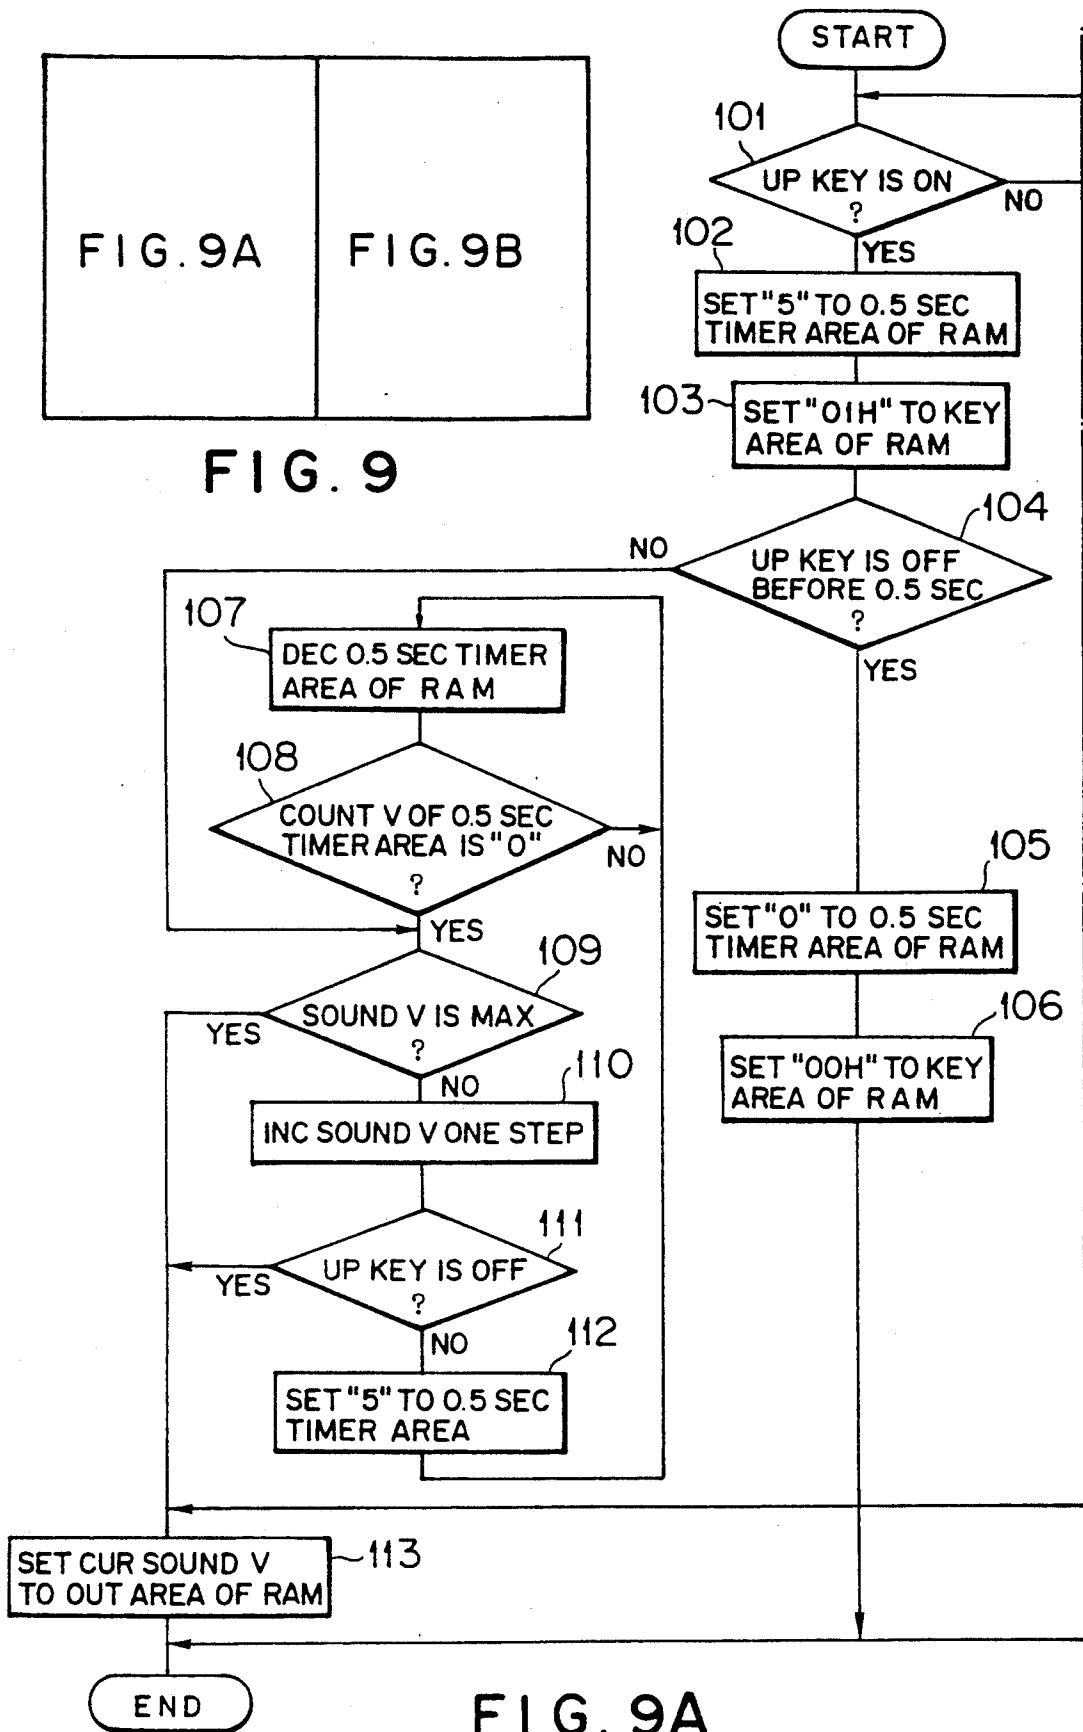 START
101
UP KEY IS ON
?
NO
YES
FIG. 9A
FIG. 9B
FIG. 9
102
SET "5" TO 0.5 SEC
TIMER AREA OF RAM
103
SET "01H" TO KEY
AREA OF RAM
104
UP KEY IS OFF
BEFORE 0.5 SEC
?
NO
YES
107
DEC 0.5 SEC TIMER
AREA OF RAM
108
COUNT V OF 0.5 SEC
TIMER AREA IS "0"
?
NO
YES
105
SET "0" TO 0.5 SEC
TIMER AREA OF RAM
106
SET "00H" TO KEY
AREA OF RAM
109
SOUND V IS MAX
?
YES
NO
110
INC SOUND V ONE STEP
111
UP KEY IS OFF
?
YES
NO
112
SET "5" TO 0.5 SEC
TIMER AREA
SET CUR SOUND V
TO OUT AREA OF RAM
113
END
FIG. 9A